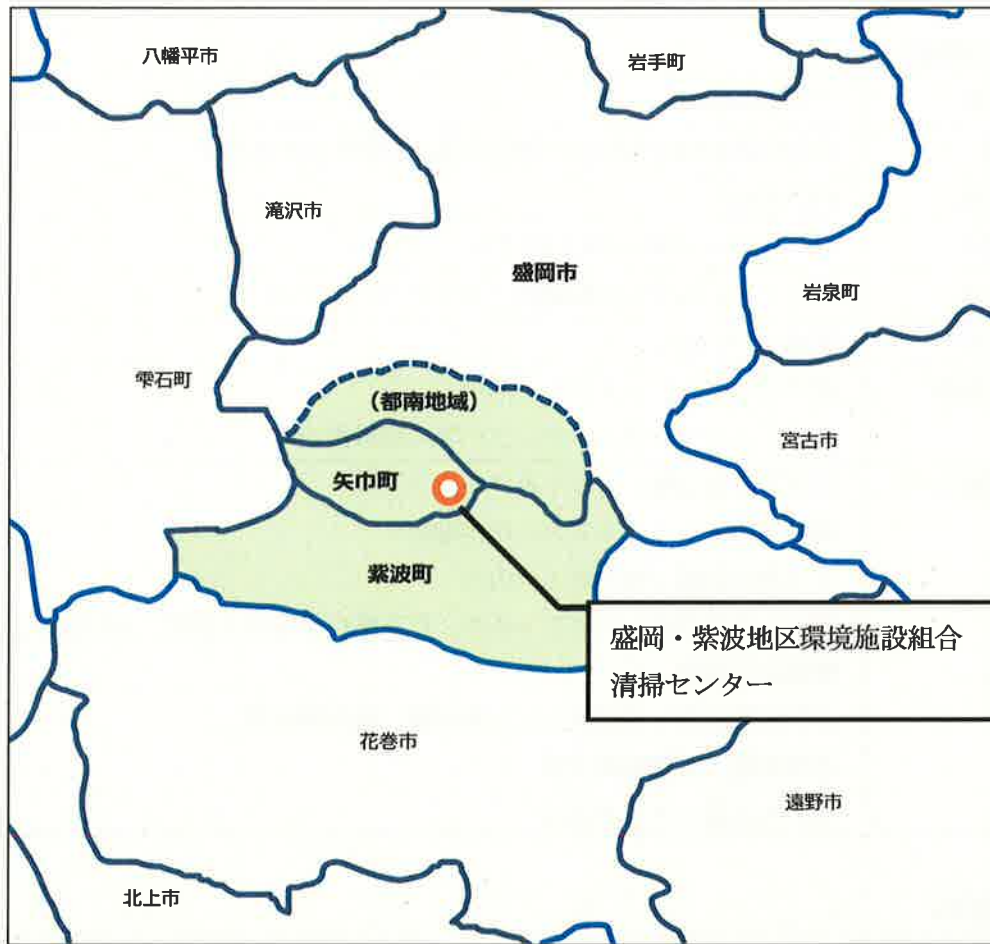 八幡平市
岩手町
滝沢市
盛岡市
岩泉町
雫石町
（都南地域）
宮古市
矢巾町
紫波町
盛岡・紫波地区環境施設組合
清掃センター
花巻市
遠野市
北上市